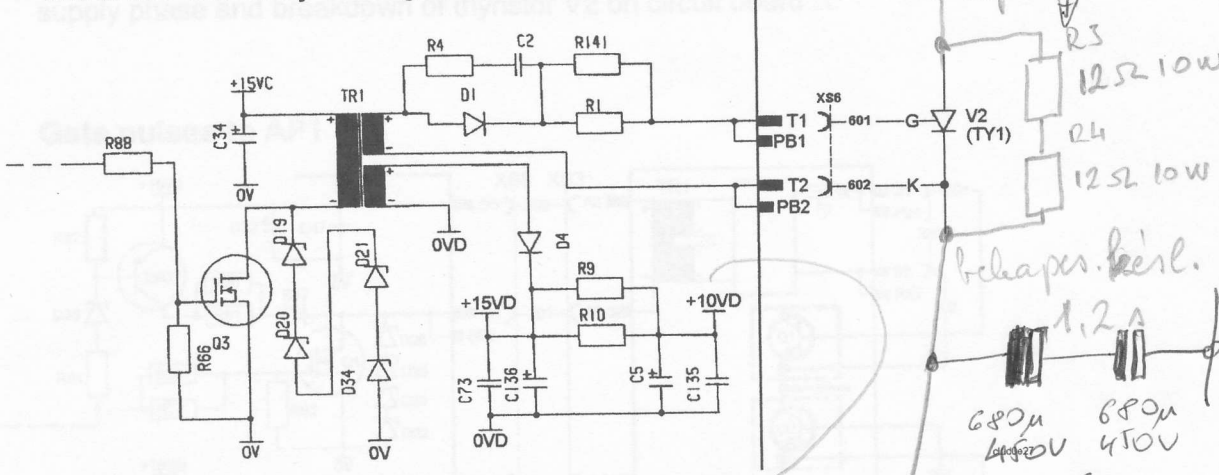 supply phase and breakdown of thyristor V2 on circuit board
Gate pulses
R88
+15VC
C34
0V
TR1
+
-
+
-
+
-
R4
C2
R141
D1
R1
T1
PB1
T2
PB2
XS6
601
602
G
K
V2
(TY1)
R3
12Ω 10W
R4
12Ω 10W
1,2 s
680µ
450V
680µ
450V
R66
Q3
0V
D19
D20
D21
D34
0V
0VD
D4
R9
R10
+15VD
+10VD
C73
C136
+
C5
+
C135
0VD